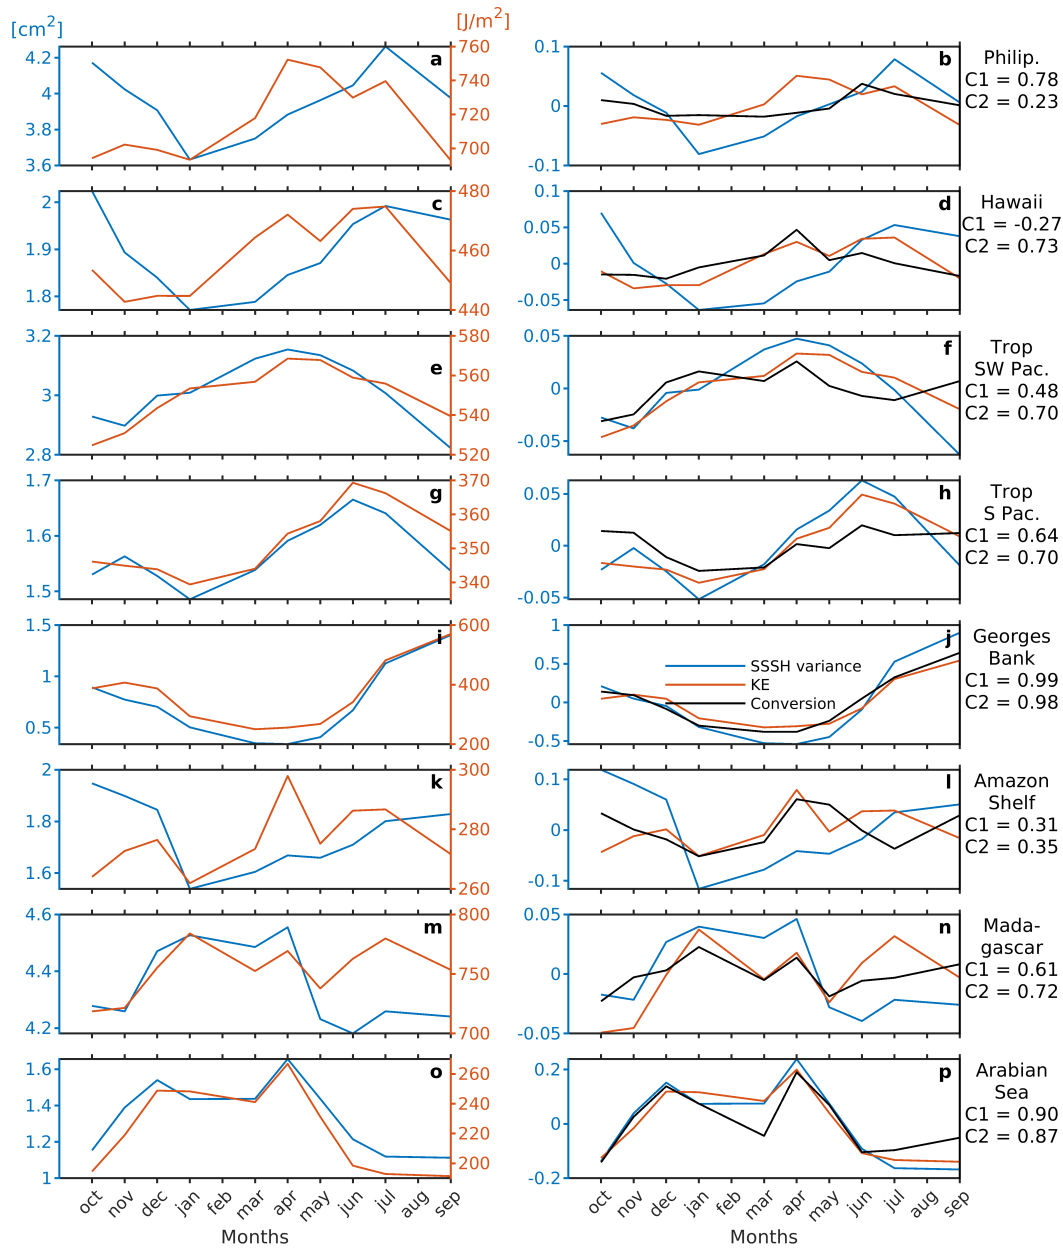 [cm2] [J/m2]
a
4.2
4
3.8
3.6
760
740
720
700
b
0.1
0
-0.1
Philip.
C1 = 0.78
C2 = 0.23
c
2
1.9
1.8
480
460
440
d
0.1
0.05
0
-0.05
Hawaii
C1 = -0.27
C2 = 0.73
e
3.2
3
2.8
580
560
540
520
f
0.05
0
-0.05
Trop
SW Pac.
C1 = 0.48
C2 = 0.70
g
1.7
1.6
1.5
370
360
350
340
h
0.05
0
-0.05
Trop
S Pac.
C1 = 0.64
C2 = 0.70
i
1.5
1
0.5
600
400
200
j
1
0.5
0
-0.5
SSSH variance
KE
Conversion
Georges
Bank
C1 = 0.99
C2 = 0.98
k
2
1.8
1.6
300
280
260
l
0.1
0
-0.1
Amazon
Shelf
C1 = 0.31
C2 = 0.35
m
4.6
4.4
4.2
800
750
700
n
0.05
0
-0.05
Mada-
gascar
C1 = 0.61
C2 = 0.72
o
1.6
1.4
1.2
1
260
240
220
200
p
0.2
0
-0.2
Arabian
Sea
C1 = 0.90
C2 = 0.87
oct nov dec jan feb mar apr may jun jul aug sep
oct nov dec jan feb mar apr may jun jul aug sep
Months
Months